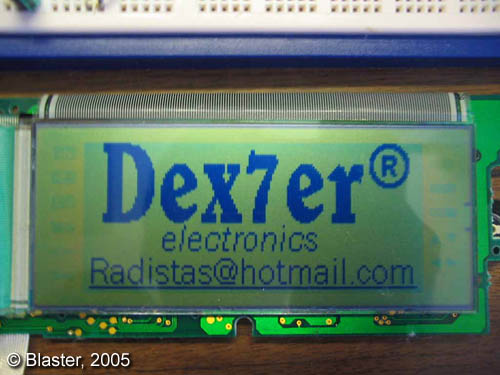 Dex7er®
electronics
Radistas@hotmail.com
© Blaster, 2005